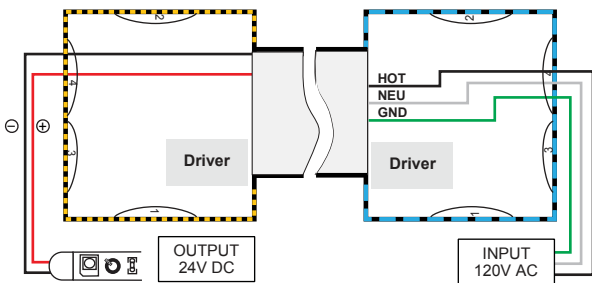 2
2
4
4
HOT
NEU
GND
⊖
⊕
3
3
Driver
Driver
1
1
OUTPUT
24V DC
INPUT
120V AC